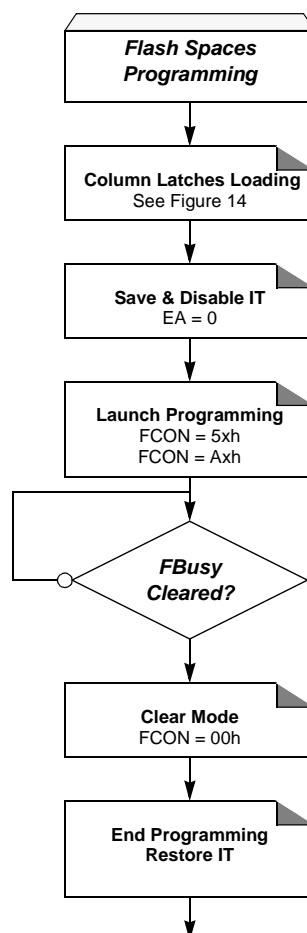 Flash Spaces
Programming
Column Latches Loading
See Figure 14
Save & Disable IT
EA = 0
Launch Programming
FCON = 5xh
FCON = Axh
FBusy
Cleared?
Clear Mode
FCON = 00h
End Programming
Restore IT